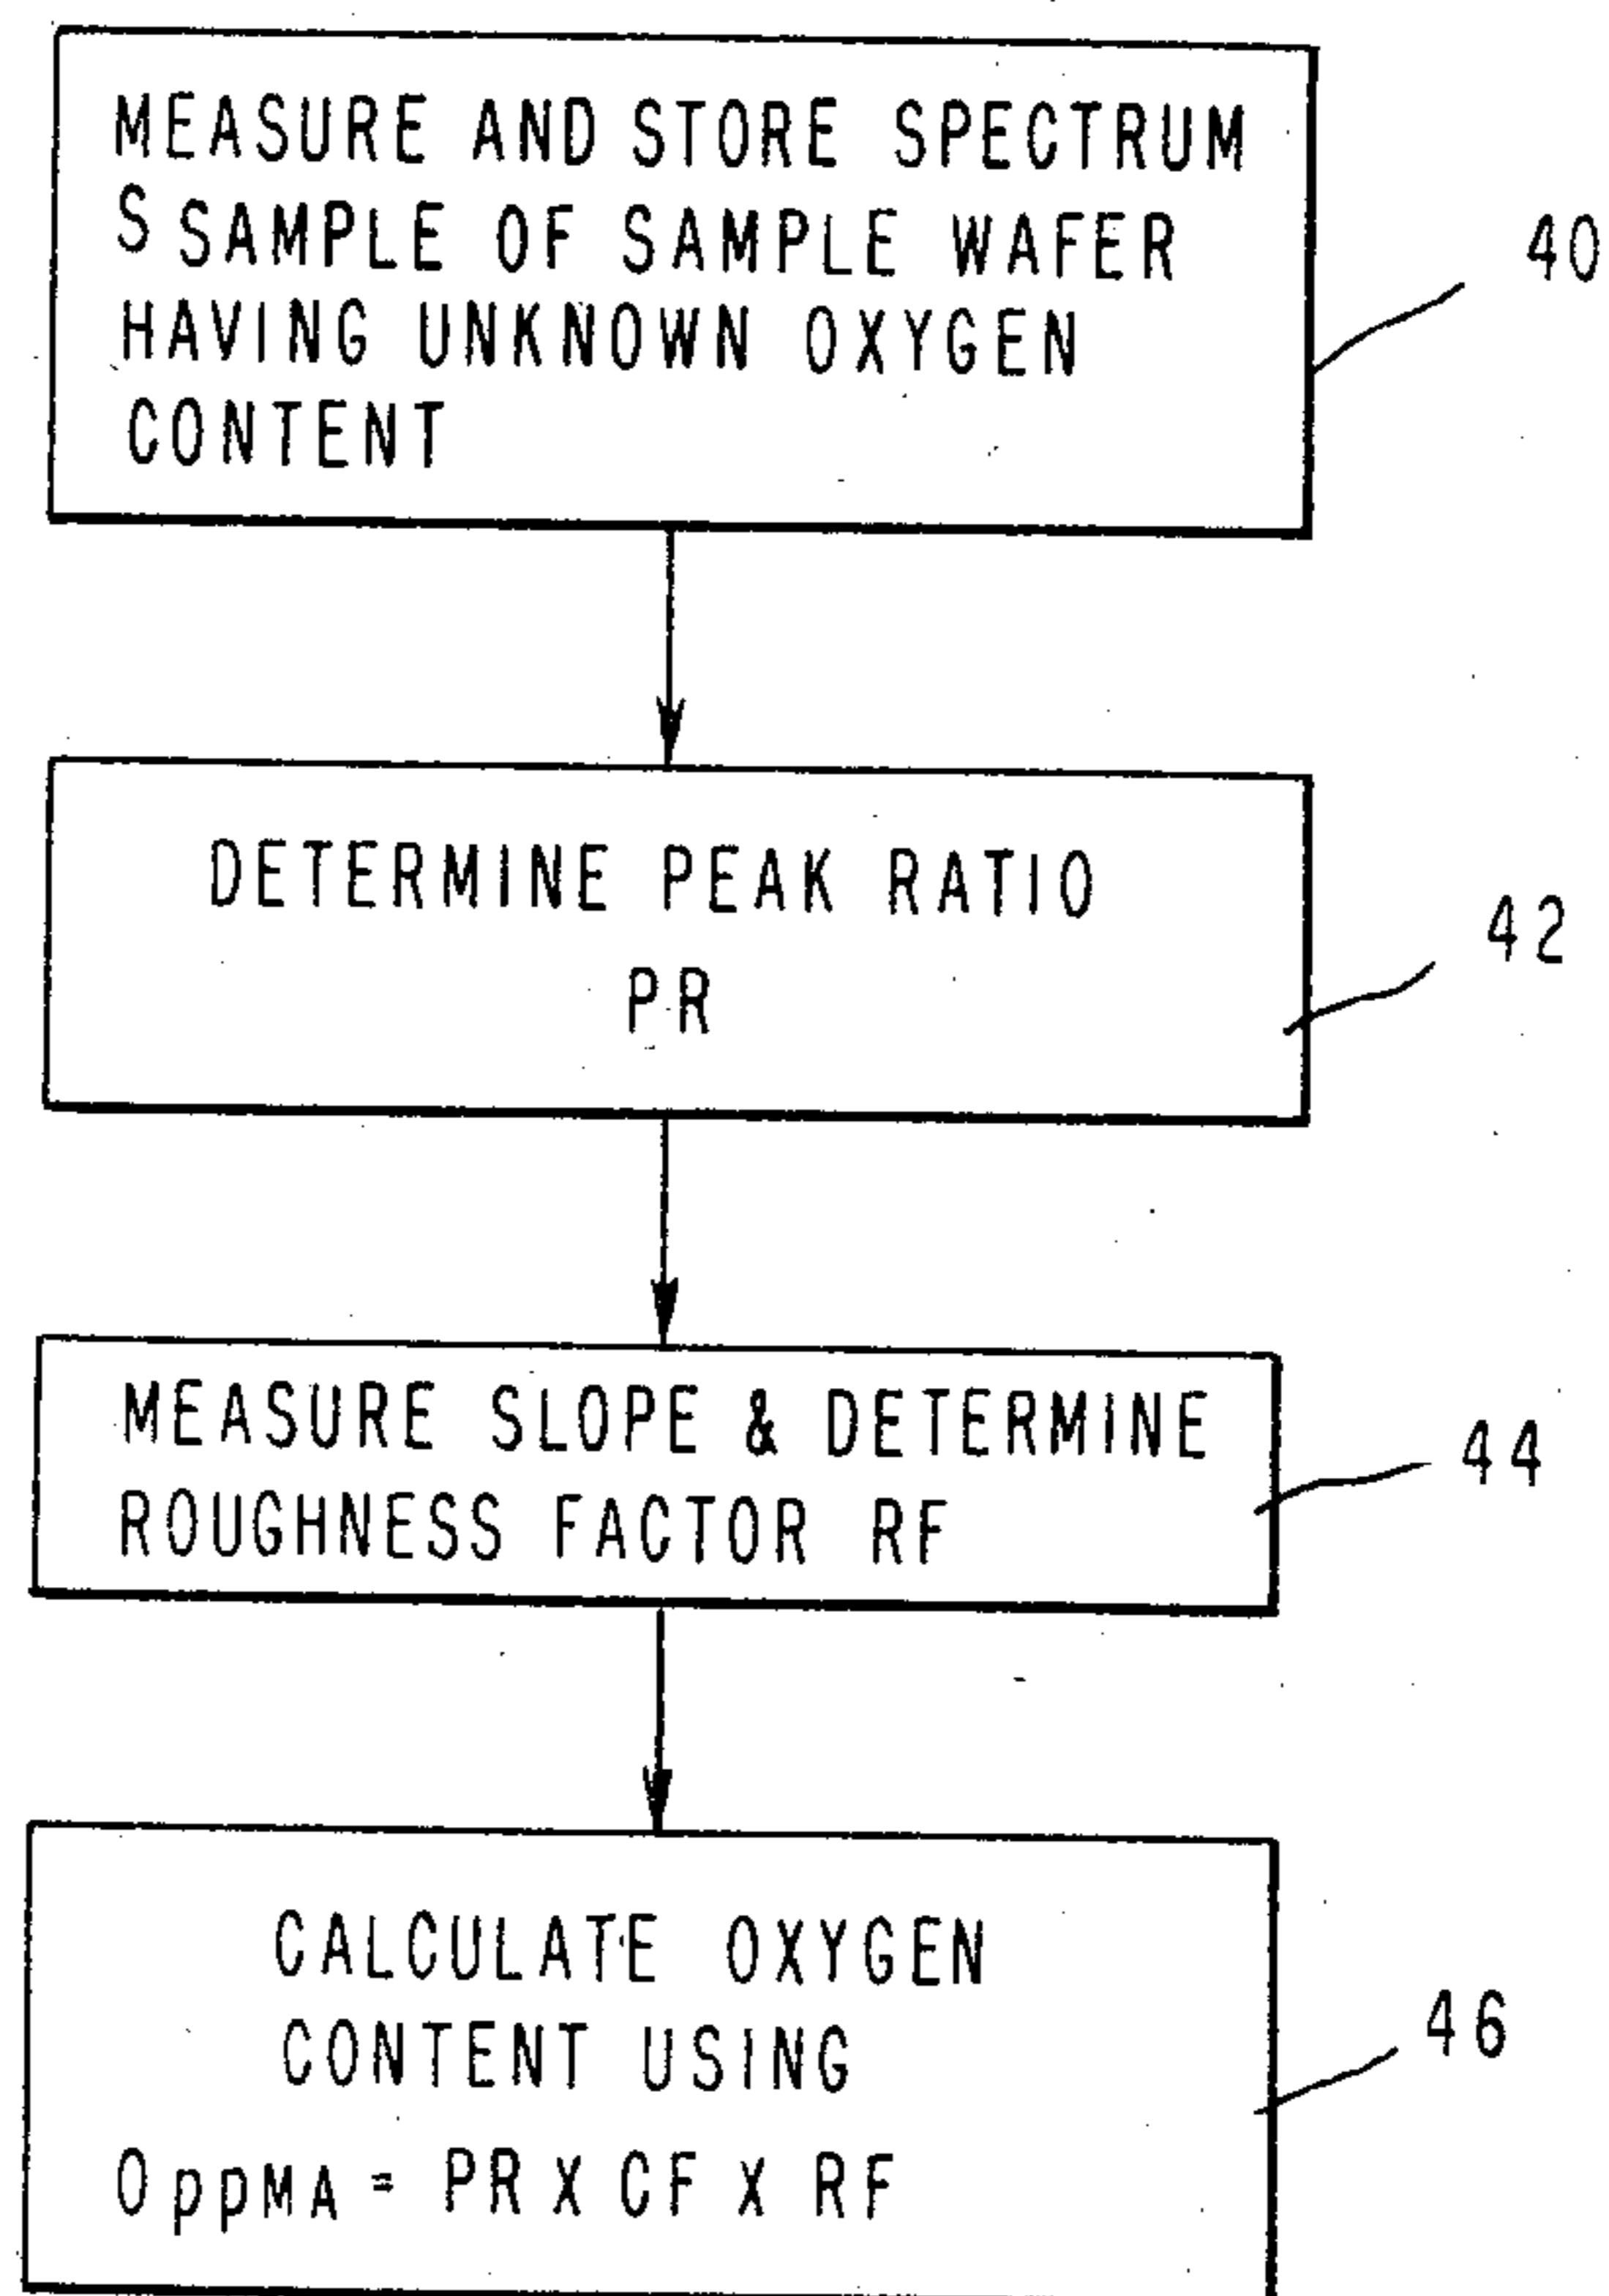 MEASURE AND STORE SPECTRUM
S SAMPLE OF SAMPLE WAFER
HAVING UNKNOWN OXYGEN
CONTENT
40
DETERMINE PEAK RATIO
PR
42
MEASURE SLOPE & DETERMINE
ROUGHNESS FACTOR RF
44
CALCULATE OXYGEN
CONTENT USING
OppMA = PR X CF X RF
46